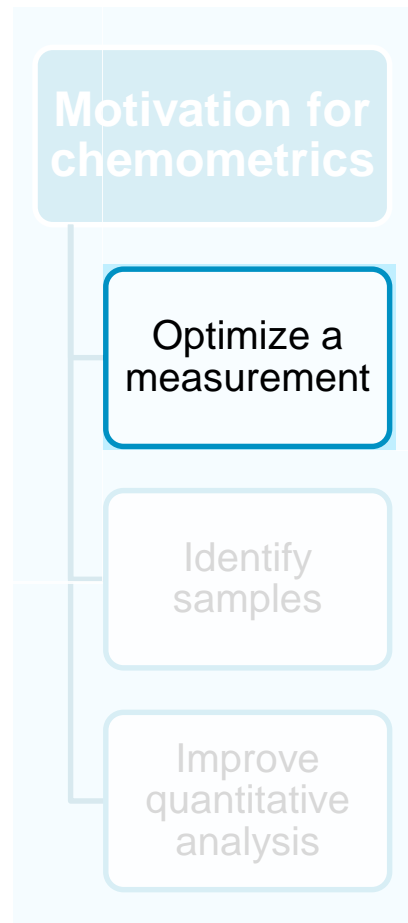 Motivation for
chemometrics
Optimize a
measurement
Identify
samples
Improve
quantitative
analysis